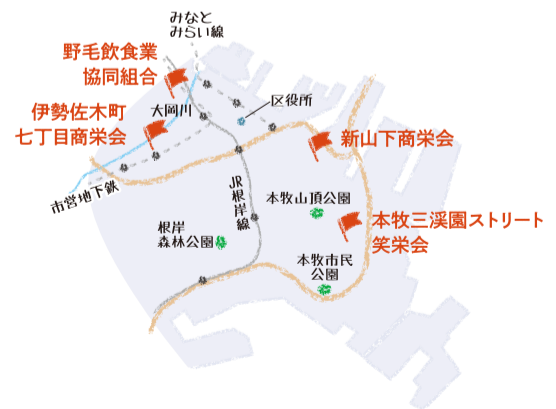 みなと
みらい線
野毛飲食業
協同組合
大岡川
区役所
伊勢佐木町
七丁目商栄会
新山下商栄会
市営地下鉄
JR根岸線
本牧山頂公園
本牧三渓園ストリート
笑栄会
根岸
森林公園
本牧市民
公園